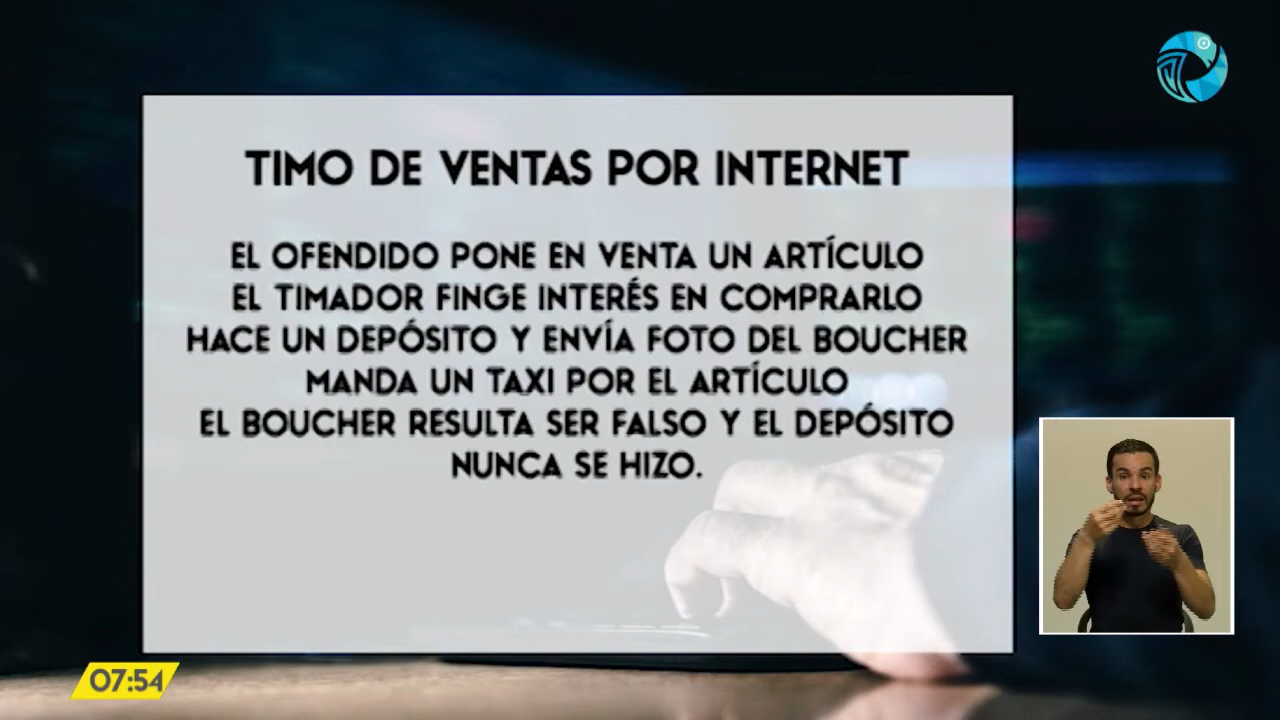 TIMO DE VENTAS POR INTERNET
EL OFENDIDO PONE EN VENTA UN ARTÍCULO
EL TIMADOR FINGE INTERÉS EN COMPRARLO
HACE UN DEPÓSITO Y ENVÍA FOTO DEL BOUCHER
MANDA UN TAXI POR EL ARTÍCULO
EL BOUCHER RESULTA SER FALSO Y EL DEPÓSITO
NUNCA SE HIZO.
07:54